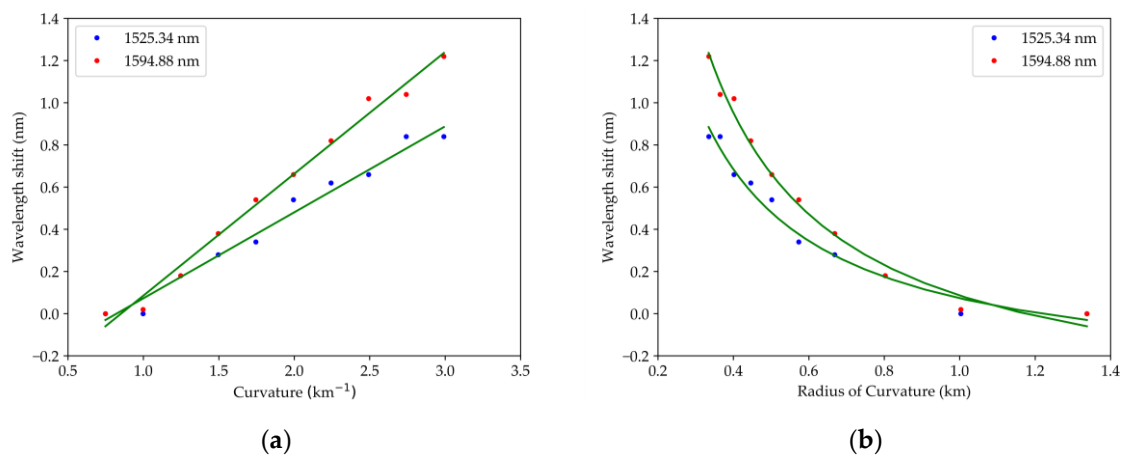 1525.34 nm
1594.88 nm
Wavelength shift (nm)
1.4
1.2
1.0
0.8
0.6
0.4
0.2
0.0
−0.2
0.5 1.0 1.5 2.0 2.5 3.0 3.5
Curvature (km⁻¹)
(a)
1525.34 nm
1594.88 nm
Wavelength shift (nm)
1.4
1.2
1.0
0.8
0.6
0.4
0.2
0.0
−0.2
0.2 0.4 0.6 0.8 1.0 1.2 1.4
Radius of Curvature (km)
(b)